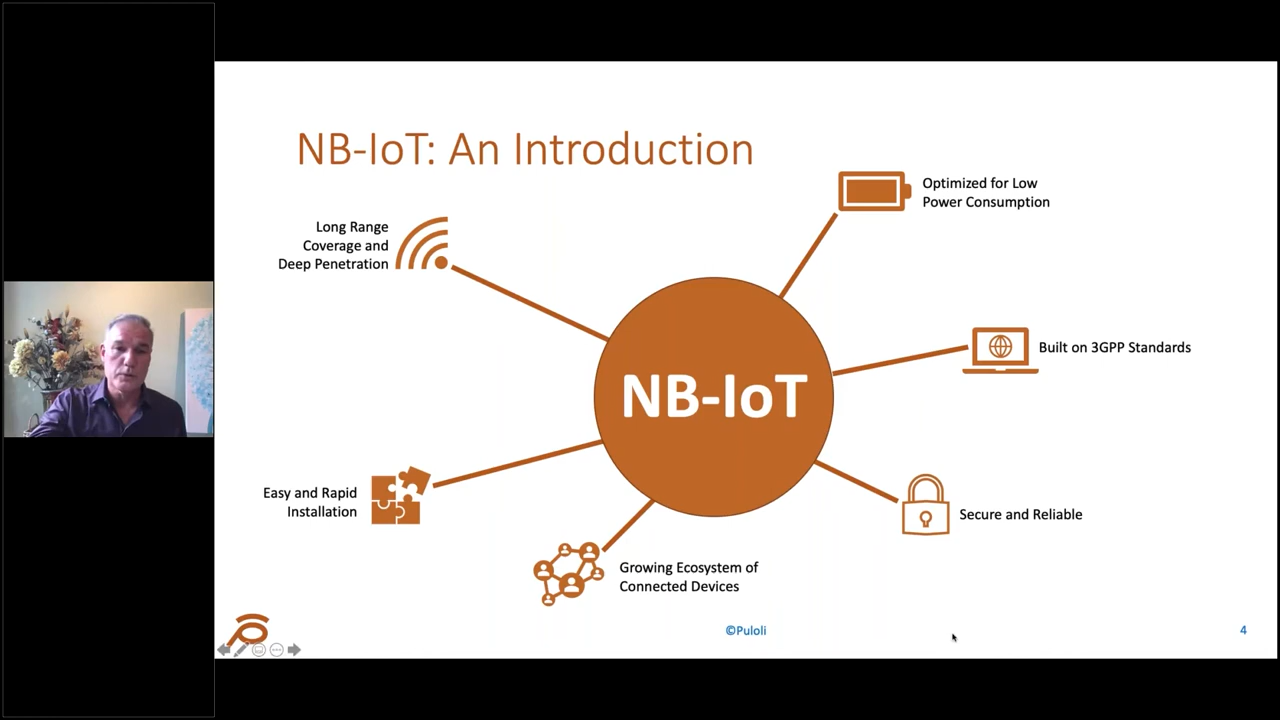 NB-IoT: An Introduction
Optimized for Low
Power Consumption
Long Range
Coverage and
Deep Penetration
Built on 3GPP Standards
NB-IoT
Easy and Rapid
Installation
Secure and Reliable
Growing Ecosystem of
Connected Devices
©Puloli
4